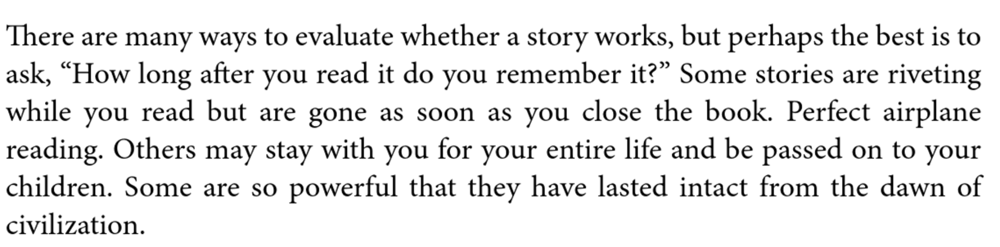 There are many ways to evaluate whether a story works, but perhaps the best is to
ask, “How long after you read it do you remember it?” Some stories are riveting
while you read but are gone as soon as you close the book. Perfect airplane
reading. Others may stay with you for your entire life and be passed on to your
children. Some are so powerful that they have lasted intact from the dawn of
civilization.